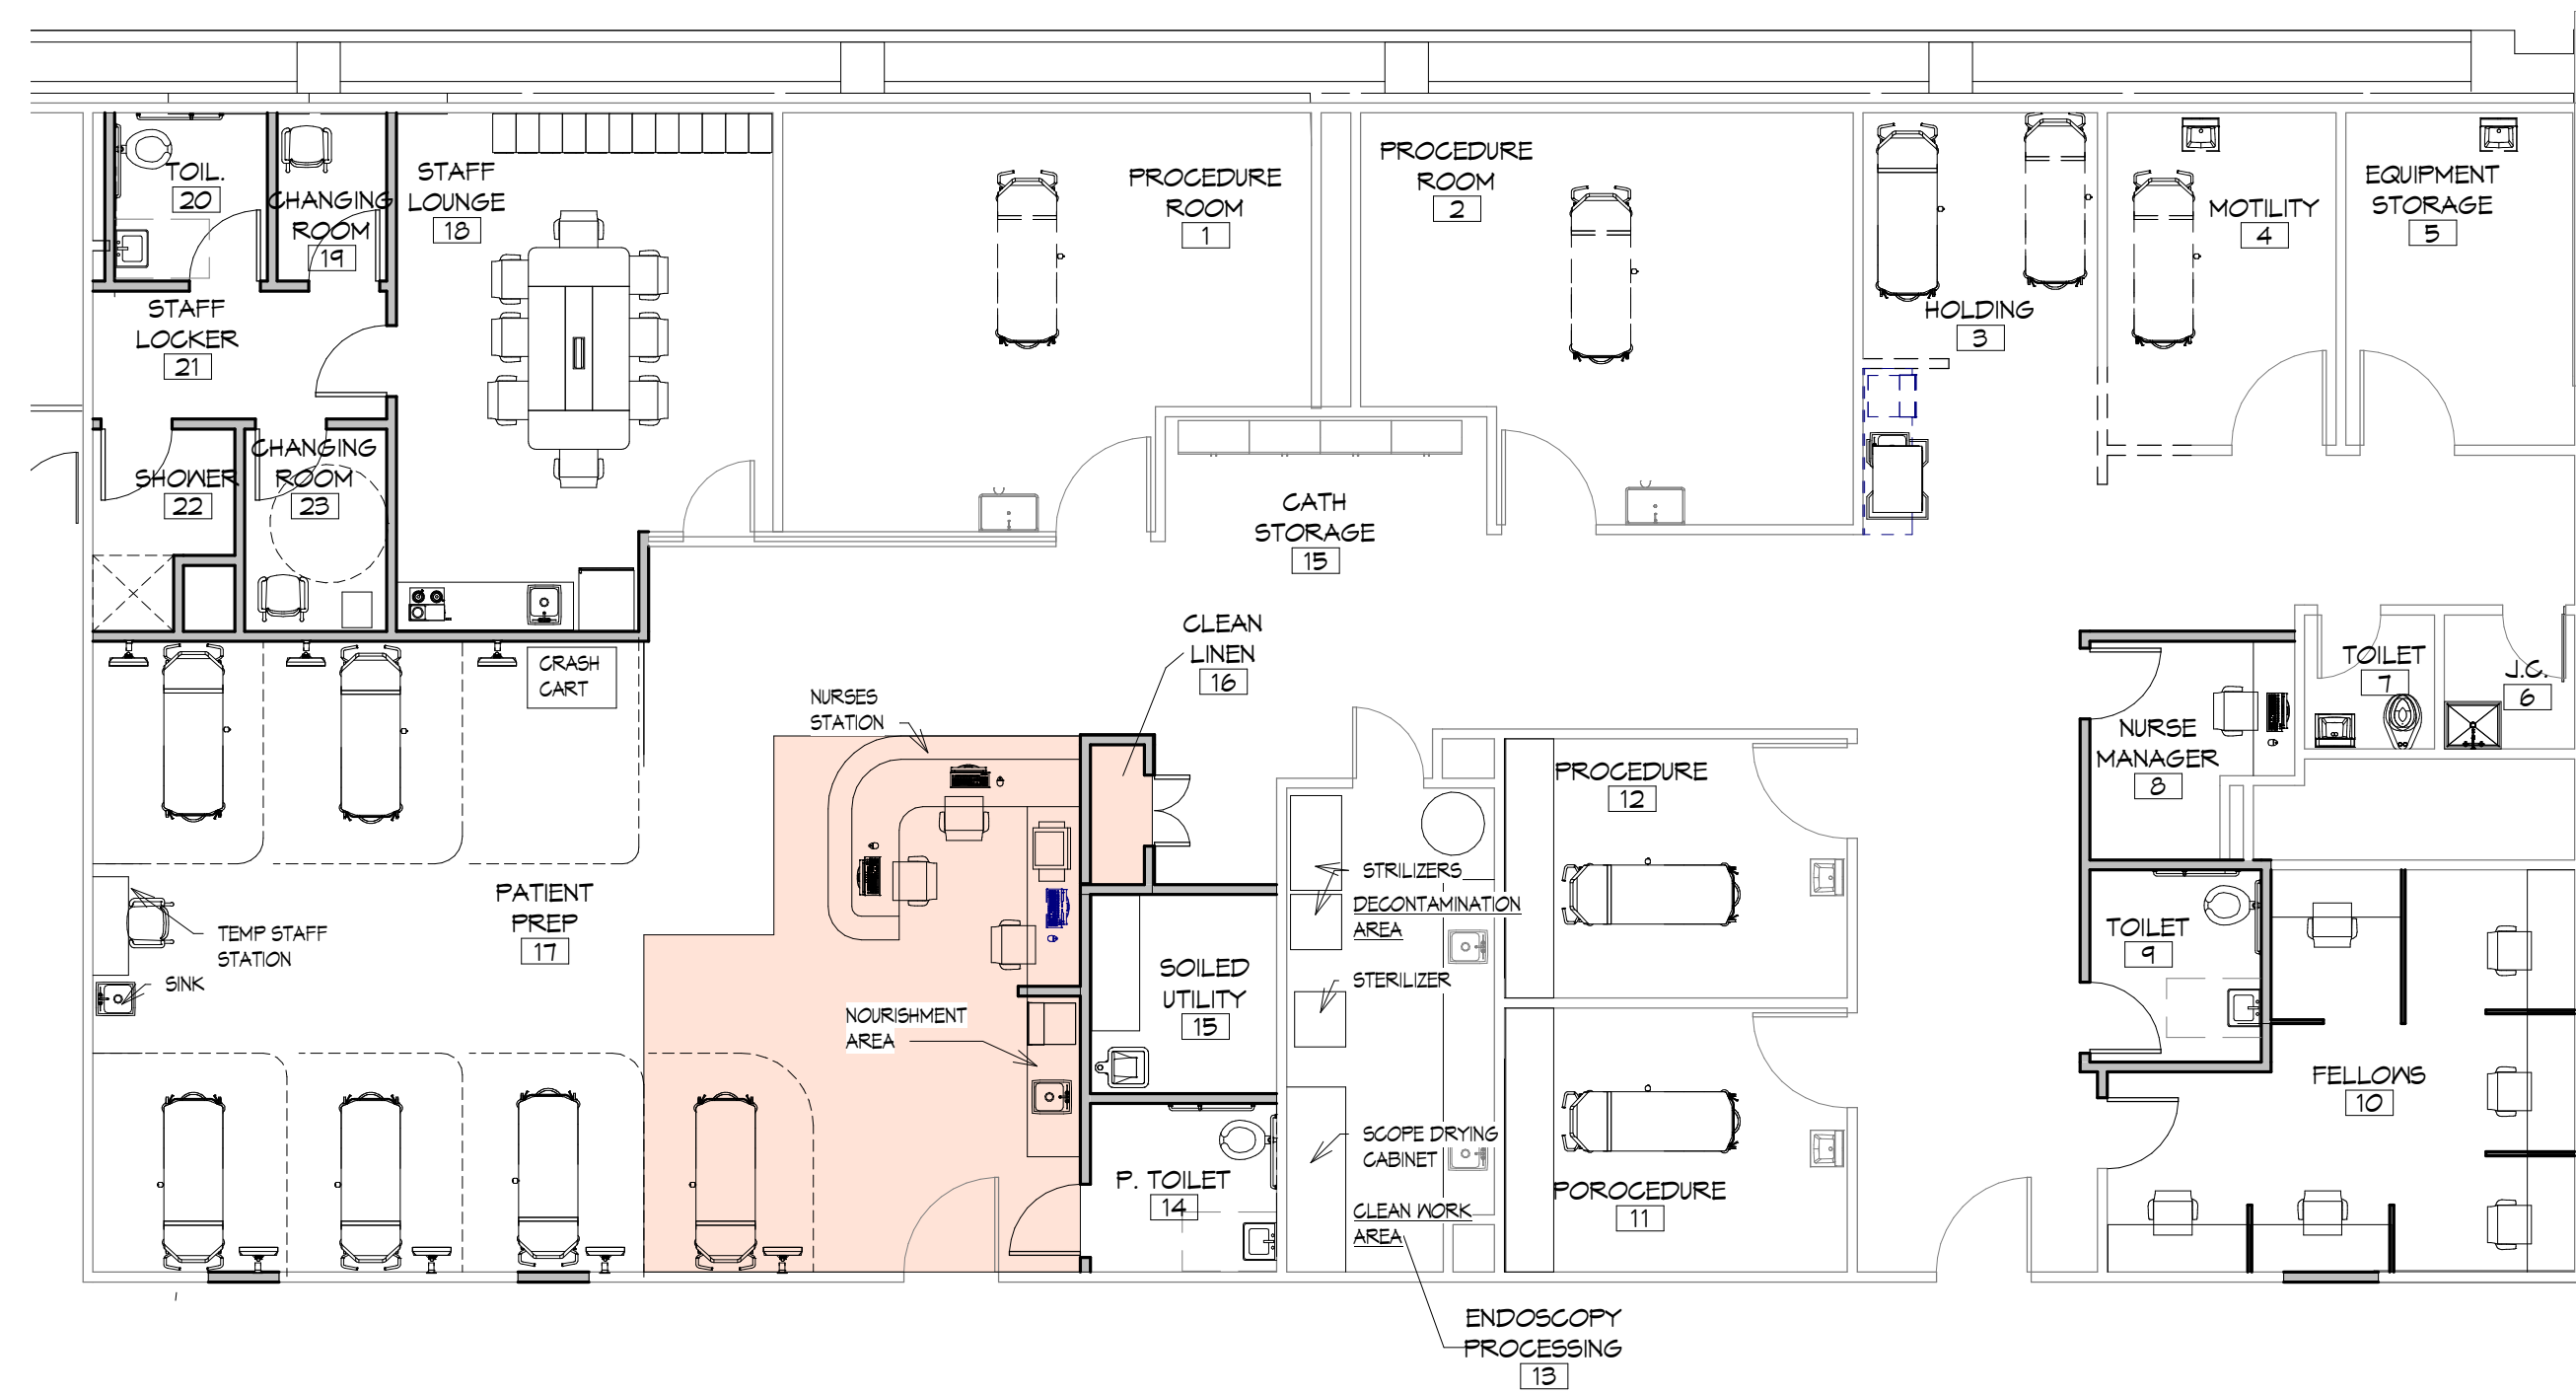 TOIL.
20
CHANGING
ROOM
19
STAFF
LOUNGE
18
PROCEDURE
ROOM
1
PROCEDURE
ROOM
2
HOLDING
3
MOTILITY
4
EQUIPMENT
STORAGE
5
STAFF
LOCKER
21
SHOWER
22
CHANGING
ROOM
23
CATH
STORAGE
15
CLEAN
LINEN
16
CRASH
CART
NURSES
STATION
TOILET
7
J.C.
6
NURSE
MANAGER
8
PROCEDURE
12
STRILIZERS
DECONTAMINATION
AREA
PATIENT
PREP
17
TEMP STAFF
STATION
SINK
NOURISHMENT
AREA
SOILED
UTILITY
15
STERILIZER
TOILET
9
FELLOWS
10
SCOPE DRYING
CABINET
P. TOILET
14
CLEAN WORK
AREA
POROCEDURE
11
ENDOSCOPY
PROCESSING
13